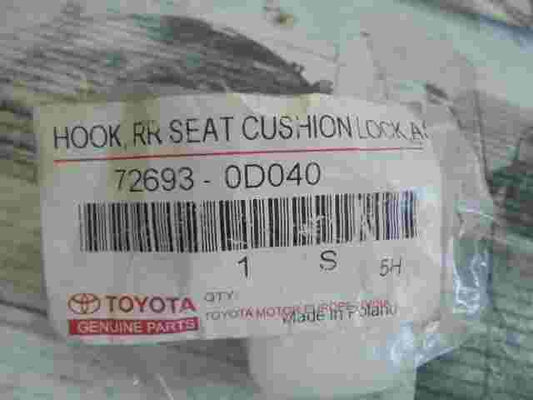 HOOK, RR SEAT CUSHION LOCK, AS
72693 - 0D040
1 S 5H
TOYOTA QTY:
GENUINE PARTS TOYOTA MOTOR EUROPE
Made in Poland